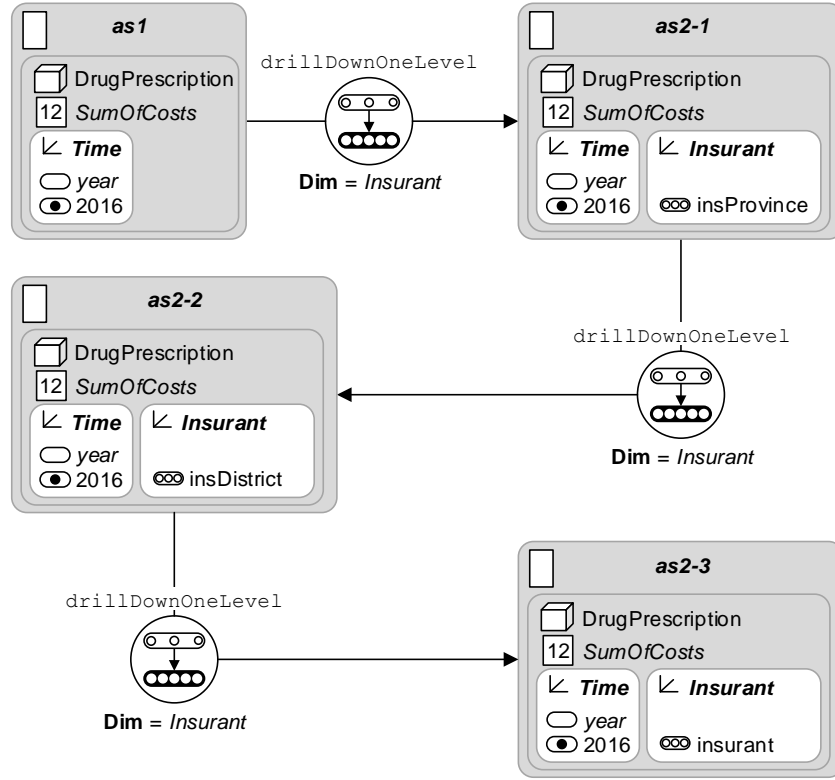 as1
DrugPrescription
12 SumOfCosts
Time
year
2016
drillDownOneLevel
Dim = Insurant
as2-1
DrugPrescription
12 SumOfCosts
Time Insurant
year
2016 insProvince
drillDownOneLevel
Dim = Insurant
as2-2
DrugPrescription
12 SumOfCosts
Time Insurant
year
2016 insDistrict
drillDownOneLevel
Dim = Insurant
as2-3
DrugPrescription
12 SumOfCosts
Time Insurant
year
2016 insurant